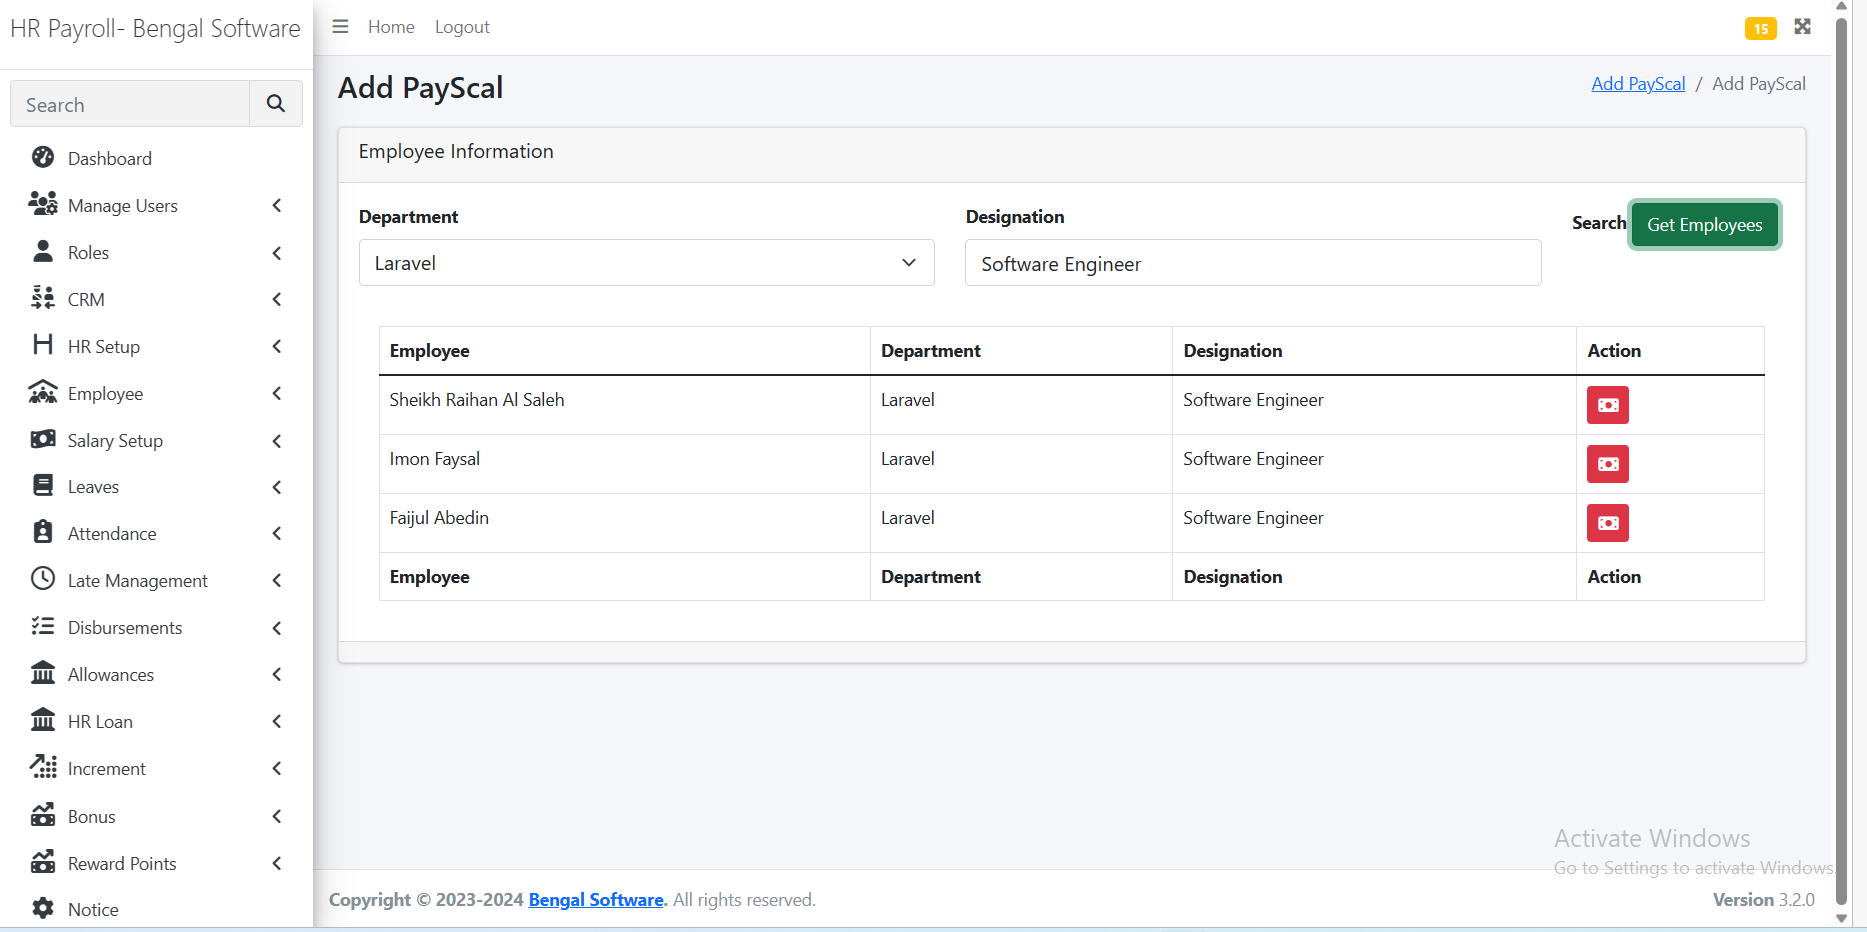 HR Payroll- Bengal Software
Home Logout
15
Search
Dashboard
Manage Users
Roles
CRM
HR Setup
Employee
Salary Setup
Leaves
Attendance
Late Management
Disbursements
Allowances
HR Loan
Increment
Bonus
Reward Points
Notice
Add PayScal
Add PayScal / Add PayScal
Employee Information
Department Designation Search Get Employees
Laravel Software Engineer
Employee Department Designation Action
Sheikh Raihan Al Saleh Laravel Software Engineer
Imon Faysal Laravel Software Engineer
Faijul Abedin Laravel Software Engineer
Employee Department Designation Action
Activate Windows
Go to Settings to activate Windows.
Copyright © 2023-2024 Bengal Software. All rights reserved. Version 3.2.0